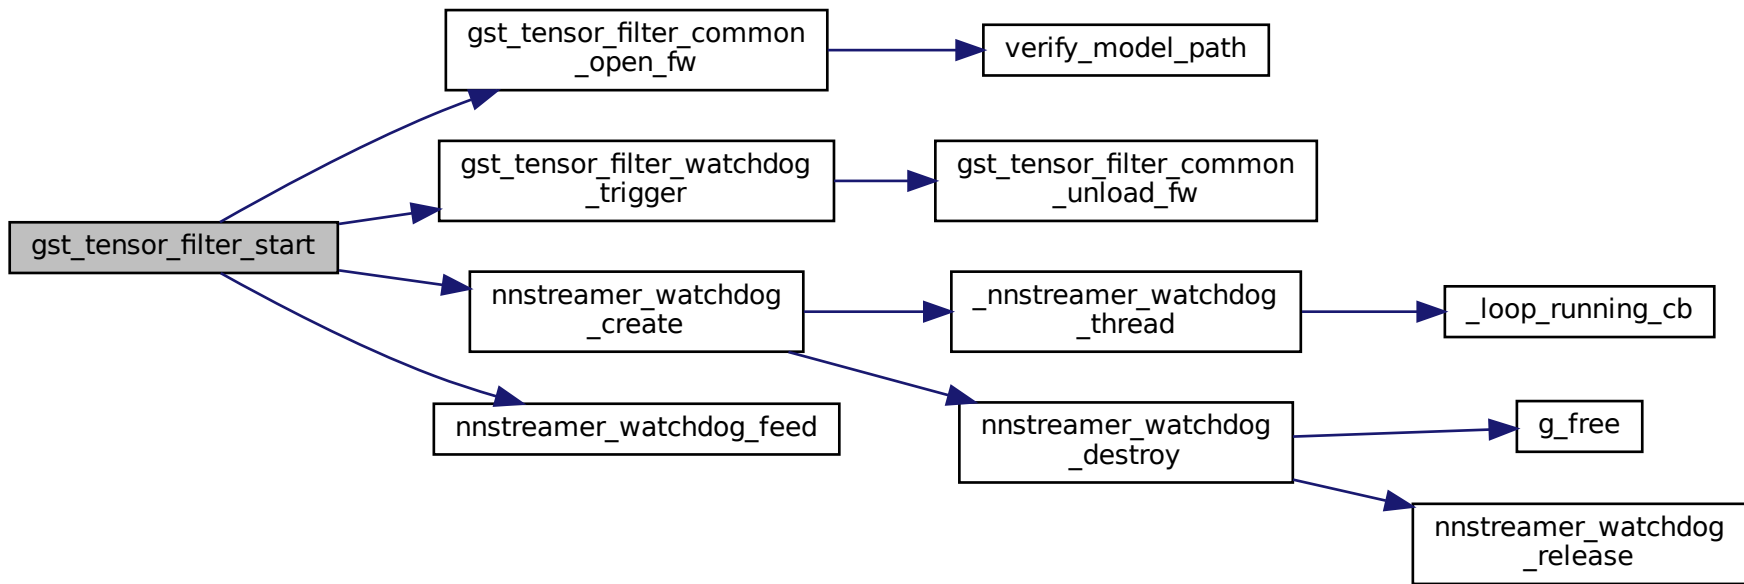 gst_tensor_filter_start
gst_tensor_filter_common
_open_fw
verify_model_path
gst_tensor_filter_watchdog
_trigger
gst_tensor_filter_common
_unload_fw
nnstreamer_watchdog
_create
_nnstreamer_watchdog
_thread
_loop_running_cb
nnstreamer_watchdog_feed
nnstreamer_watchdog
_destroy
g_free
nnstreamer_watchdog
_release